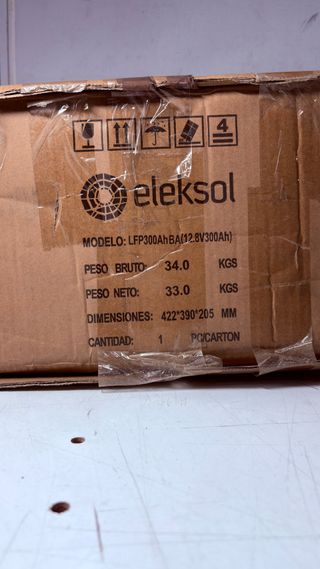 4
eleksol
MODELO: LFP300AhBA(12.8V300Ah)
PESO BRUTO: 34.0 KGS
PESO NETO: 33.0 KGS
DIMENSIONES: 422*390*205 MM
CANTIDAD: 1 PC/CARTON